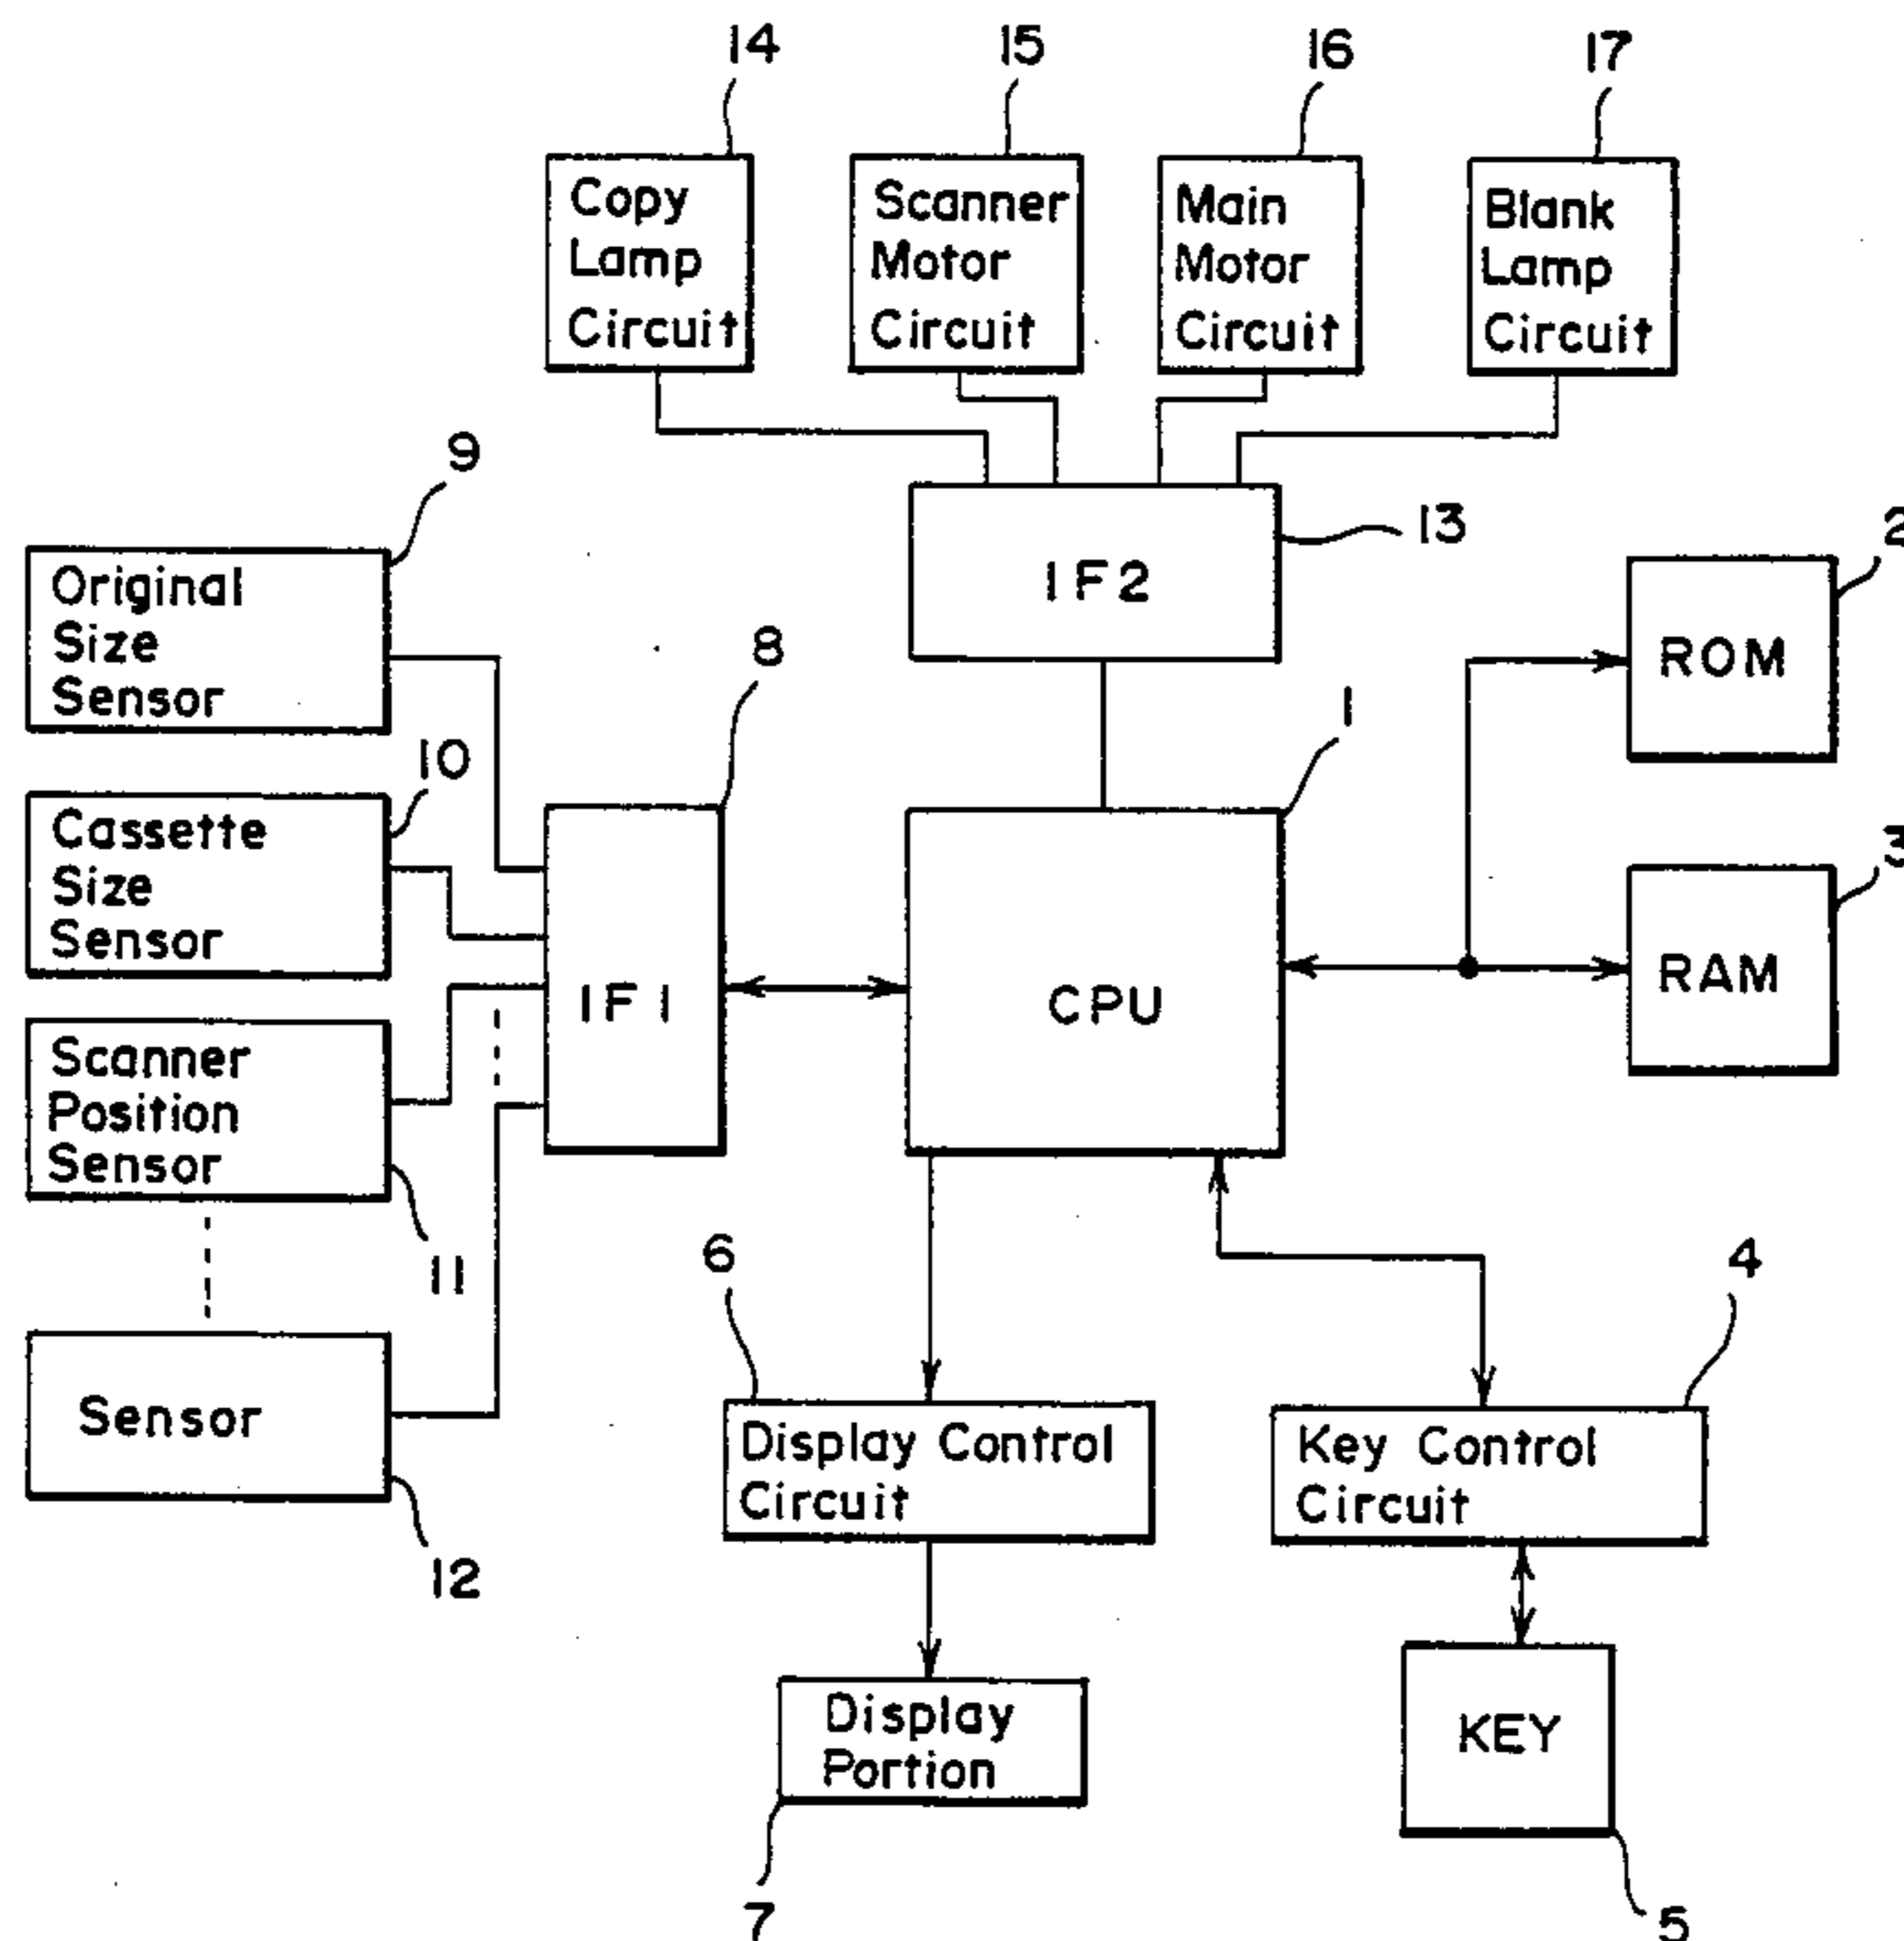 14
15
16
17
Copy
Lamp
Circuit
Scanner
Motor
Circuit
Main
Motor
Circuit
Blank
Lamp
Circuit
9
13
2
Original
Size
Sensor
IF2
ROM
8
1
10
3
Cassette
Size
Sensor
IF1
CPU
RAM
Scanner
Position
Sensor
11
6
4
Sensor
12
Display Control
Circuit
Key Control
Circuit
Display
Portion
KEY
7
5